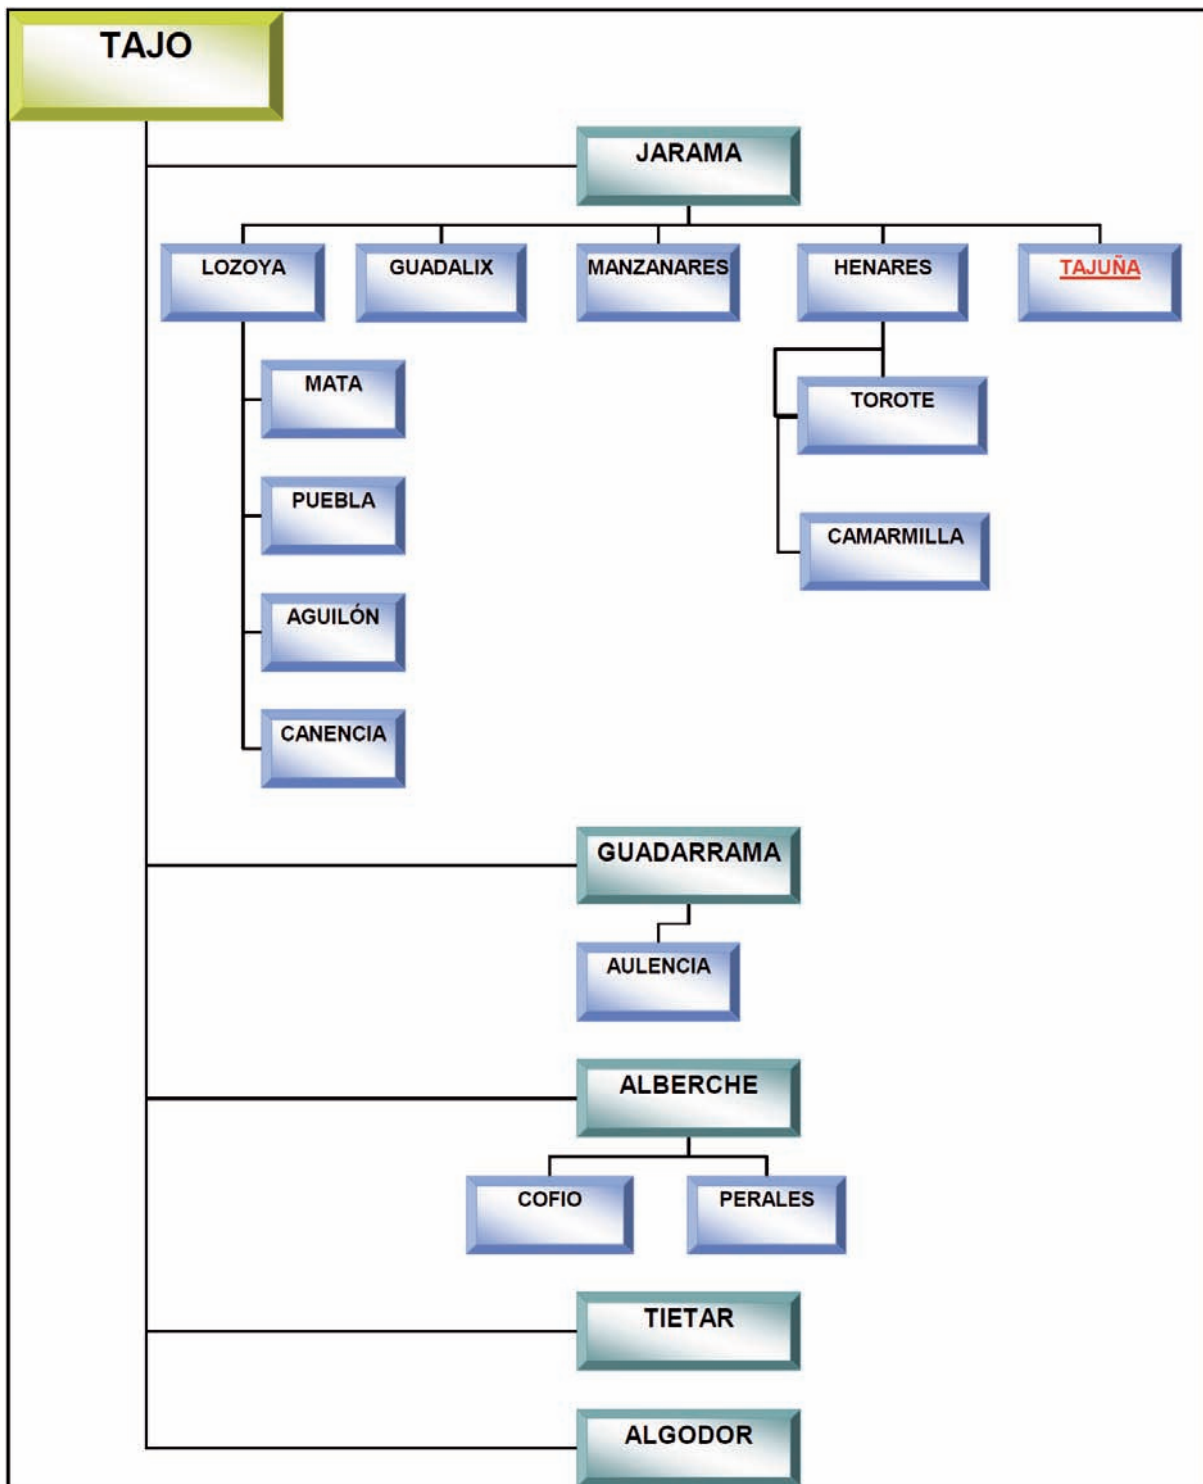 TAJO
JARAMA
LOZOYA
GUADALIX
MANZANARES
HENARES
TAJUÑA
MATA
TOROTE
PUEBLA
CAMARMILLA
AGUILÓN
CANENCIA
GUADARRAMA
AULENCIA
ALBERCHE
COFIO
PERALES
TIETAR
ALGODOR